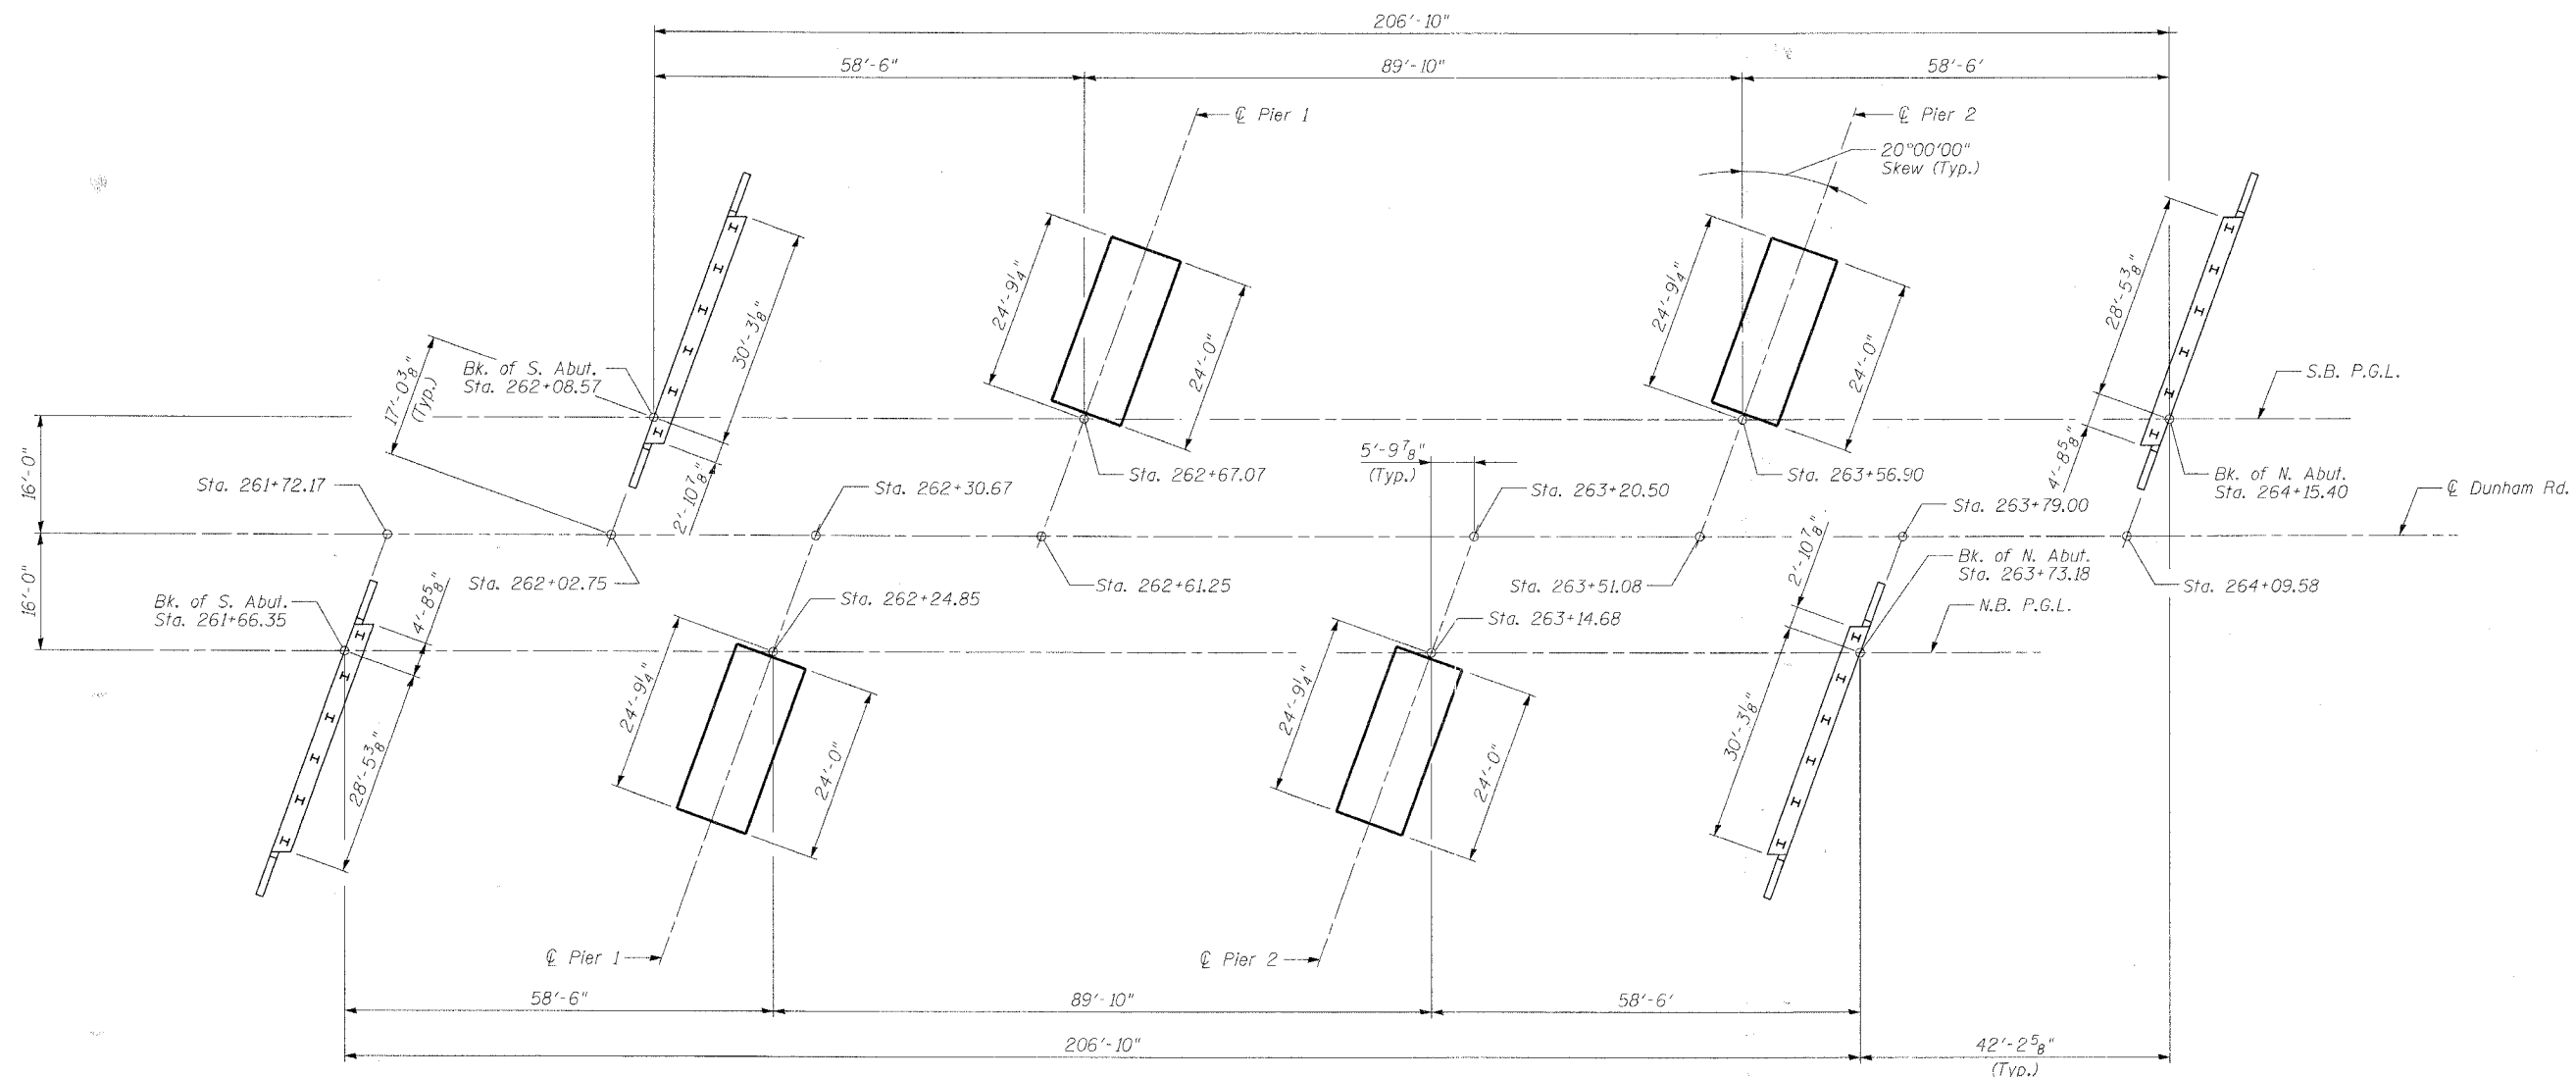 206'-10"
58'-6"
89'-10"
58'-6'
℄ Pier 1
℄ Pier 2
20°00'00"
Skew (Typ.)
24'-9¼"
24'-0"
24'-9¼"
24'-0"
28'-5⅜"
30'-3⅛"
17'-0⅜"
(Typ.)
Bk. of S. Abut.
Sta. 262+08.57
S.B. P.G.L.
16'-0"
16'-0"
2'-10⅞"
5'-9⅞"
(Typ.)
4'-8⅝"
Sta. 261+72.17
Sta. 262+30.67
Sta. 262+67.07
Sta. 263+20.50
Sta. 263+56.90
Sta. 263+79.00
Bk. of N. Abut.
Sta. 264+15.40
℄ Dunham Rd.
Sta. 262+02.75
Sta. 262+61.25
Sta. 263+51.08
2'-10⅞"
Bk. of N. Abut.
Sta. 263+73.18
Sta. 264+09.58
Bk. of S. Abut.
Sta. 261+66.35
4'-8⅝"
Sta. 262+24.85
Sta. 263+14.68
N.B. P.G.L.
28'-5⅜"
24'-9¼"
24'-0"
24'-9¼"
24'-0"
30'-3⅛"
℄ Pier 1
℄ Pier 2
58'-6"
89'-10"
58'-6'
206'-10"
42'-2⅝"
(Typ.)